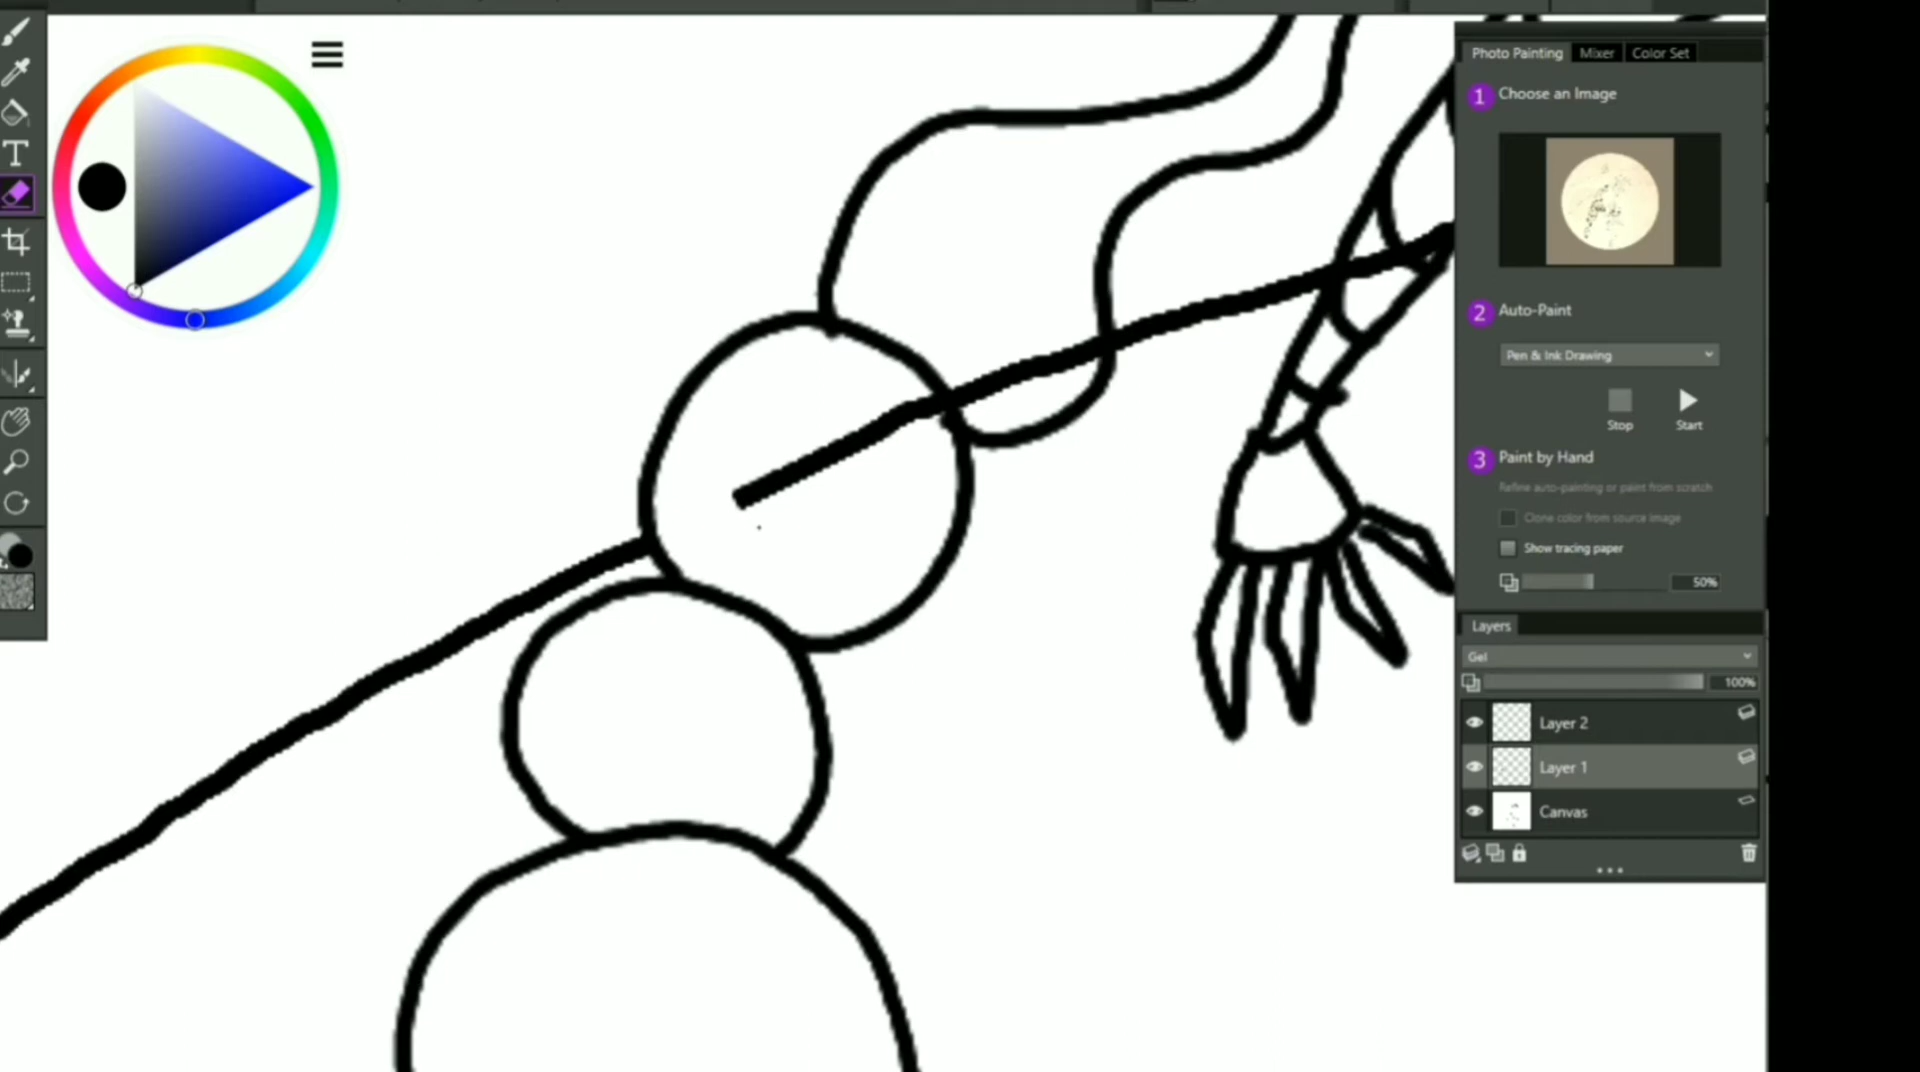 Photo Painting Mixer Color Set
1 Choose an Image
2 Auto-Paint
Pen & Ink Drawing
Stop Start
3 Paint by Hand
Refine auto-painting or paint from scratch
Clone color from source image
Show tracing paper
50%
Layers
Gel
100%
Layer 2
Layer 1
Canvas
T